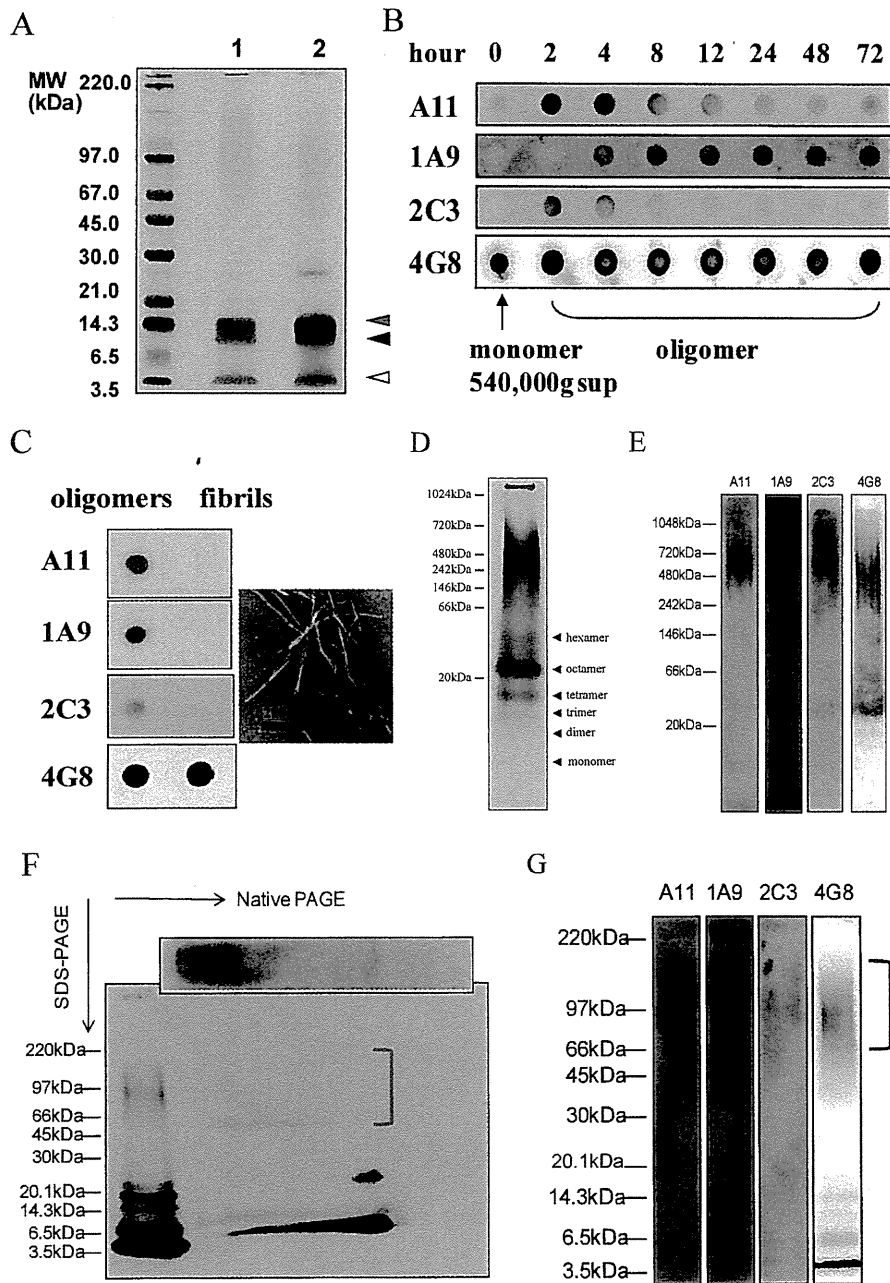 A
1 2
MW (kDa)
220.0
97.0
67.0
45.0
30.0
21.0
14.3
6.5
3.5
B
hour 0 2 4 8 12 24 48 72
A11
1A9
2C3
4G8
monomer oligomer
540,000g sup
C
oligomers fibrils
A11
1A9
2C3
4G8
D
1024kDa
720kDa
480kDa
242kDa
146kDa
66kDa
20kDa
hexamer
octamer
tetramer
trimer
dimer
monomer
E
A11 1A9 2C3 4G8
1048kDa
720kDa
480kDa
242kDa
146kDa
66kDa
20kDa
F
Native PAGE
SDS-PAGE
220kDa
97kDa
66kDa
45kDa
30kDa
20.1kDa
14.3kDa
6.5kDa
3.5kDa
G
A11 1A9 2C3 4G8
220kDa
97kDa
66kDa
45kDa
30kDa
20.1kDa
14.3kDa
6.5kDa
3.5kDa